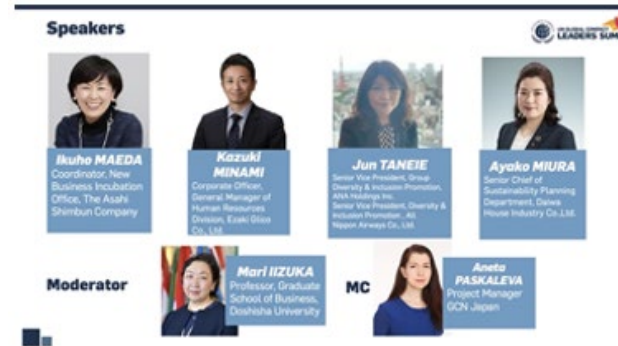 Speakers
UN GLOBAL COMPACT
LEADERS SUM
Ikuho MAEDA
Coordinator, New
Business Incubation
Office, The Asahi
Shimbun Company
Kazuki
MINAMI
Corporate Officer,
General Manager of
Human Resources
Division, Ezaki Glico
Co., Ltd.
Jun TANEIE
Senior Vice President, Group
Diversity & Inclusion Promotion,
ANA Holdings Inc.
Senior Vice President, Diversity &
Inclusion Promotion , All
Nippon Airways Co., Ltd.
Ayako MIURA
Senior Chief of
Sustainability Planning
Department, Daiwa
House Industry Co.,Ltd.
Moderator
Mari IIZUKA
Professor, Graduate
School of Business,
Doshisha University
MC
Aneta
PASKALEVA
Project Manager
GCN Japan